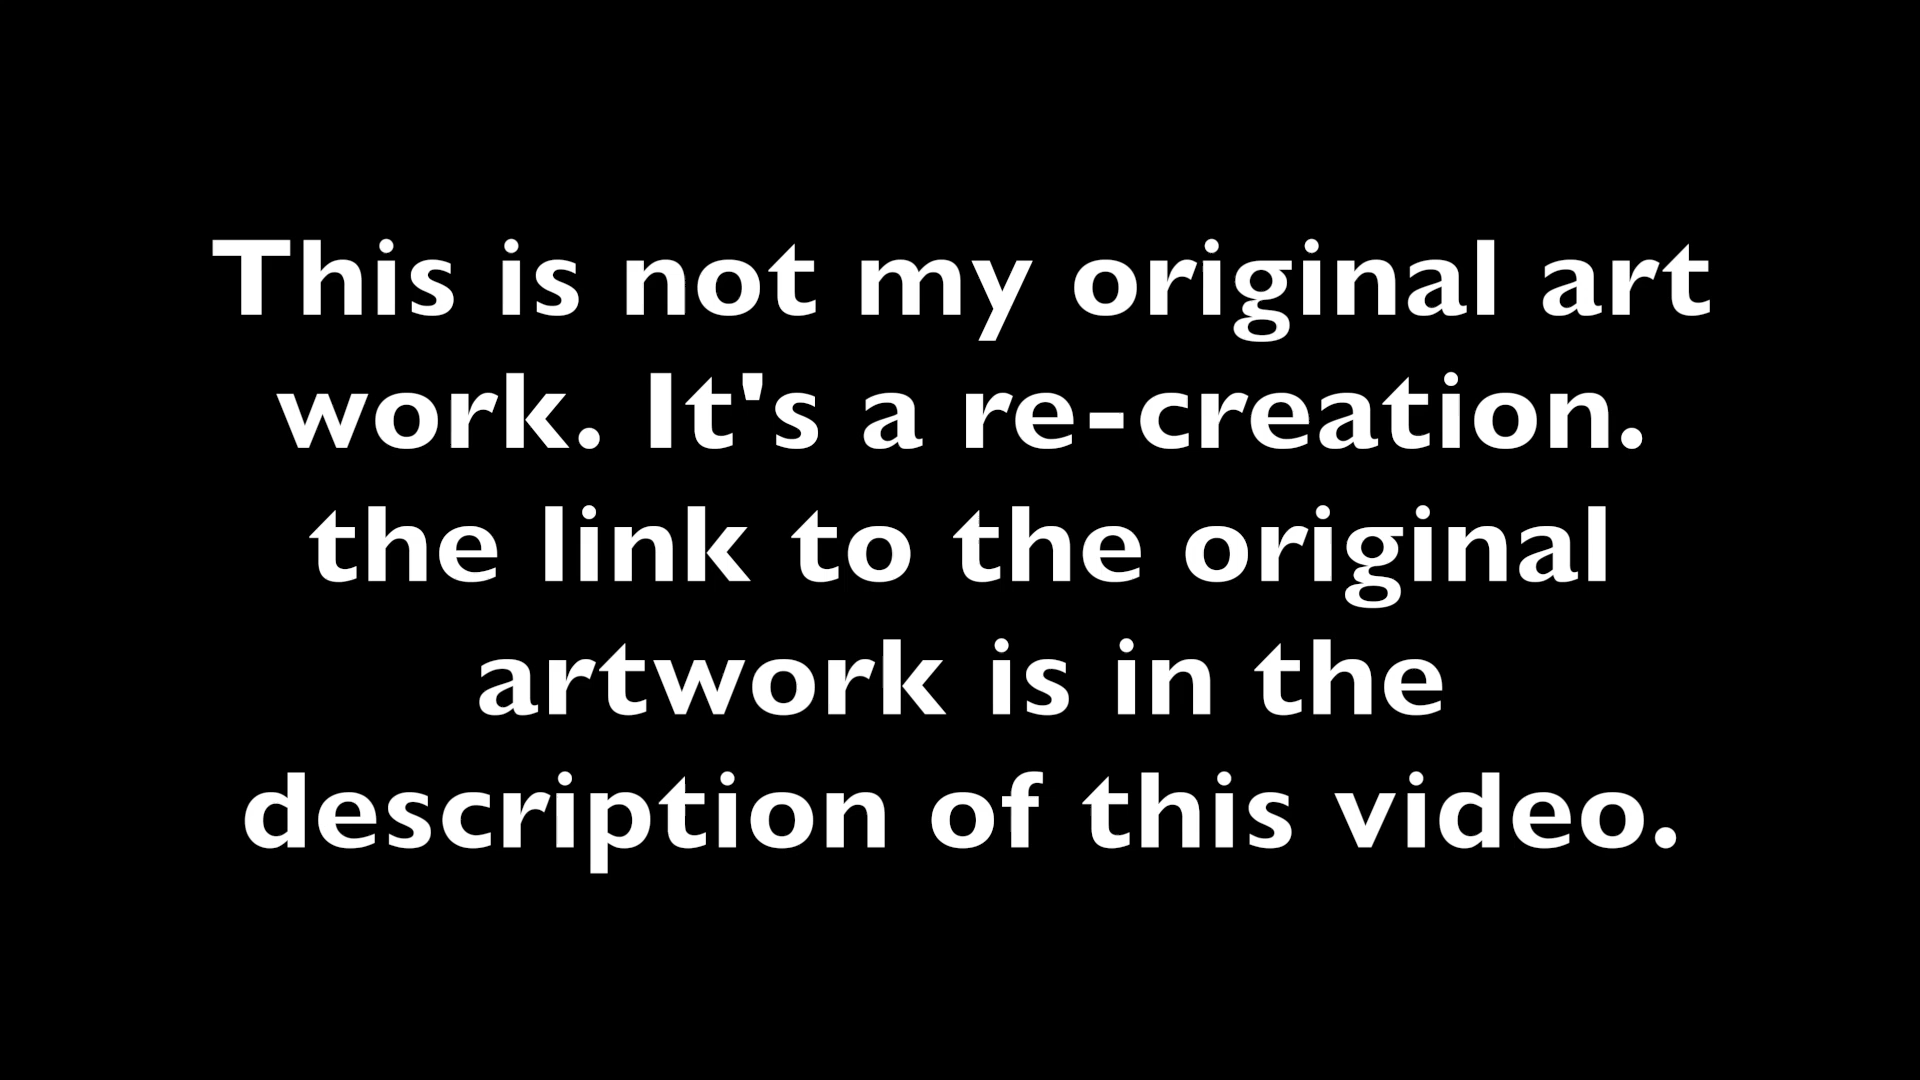 This is not my original art
work. It's a re-creation.
the link to the original
artwork is in the
description of this video.